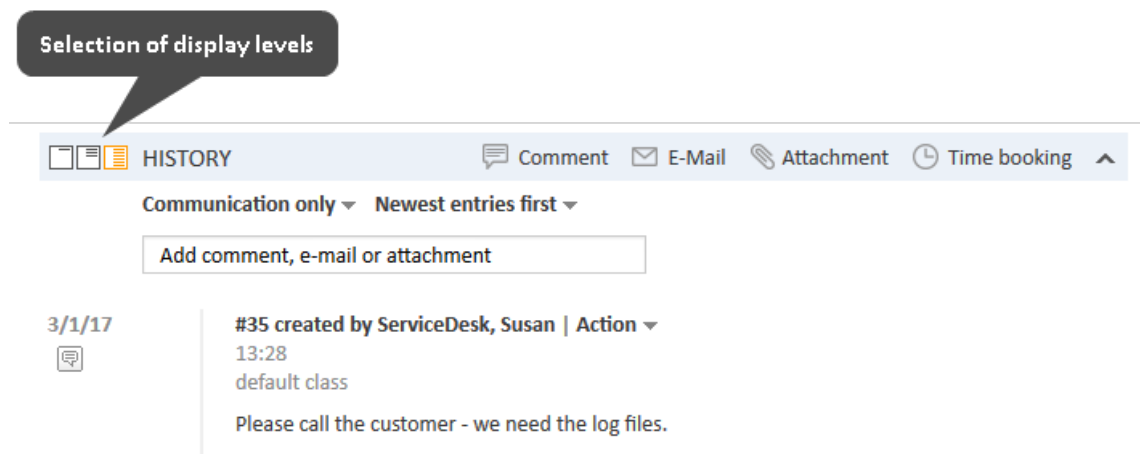 Selection of display levels
HISTORY Comment E-Mail Attachment Time booking
Communication only Newest entries first
Add comment, e-mail or attachment
3/1/17 #35 created by ServiceDesk, Susan | Action
13:28
default class
Please call the customer - we need the log files.